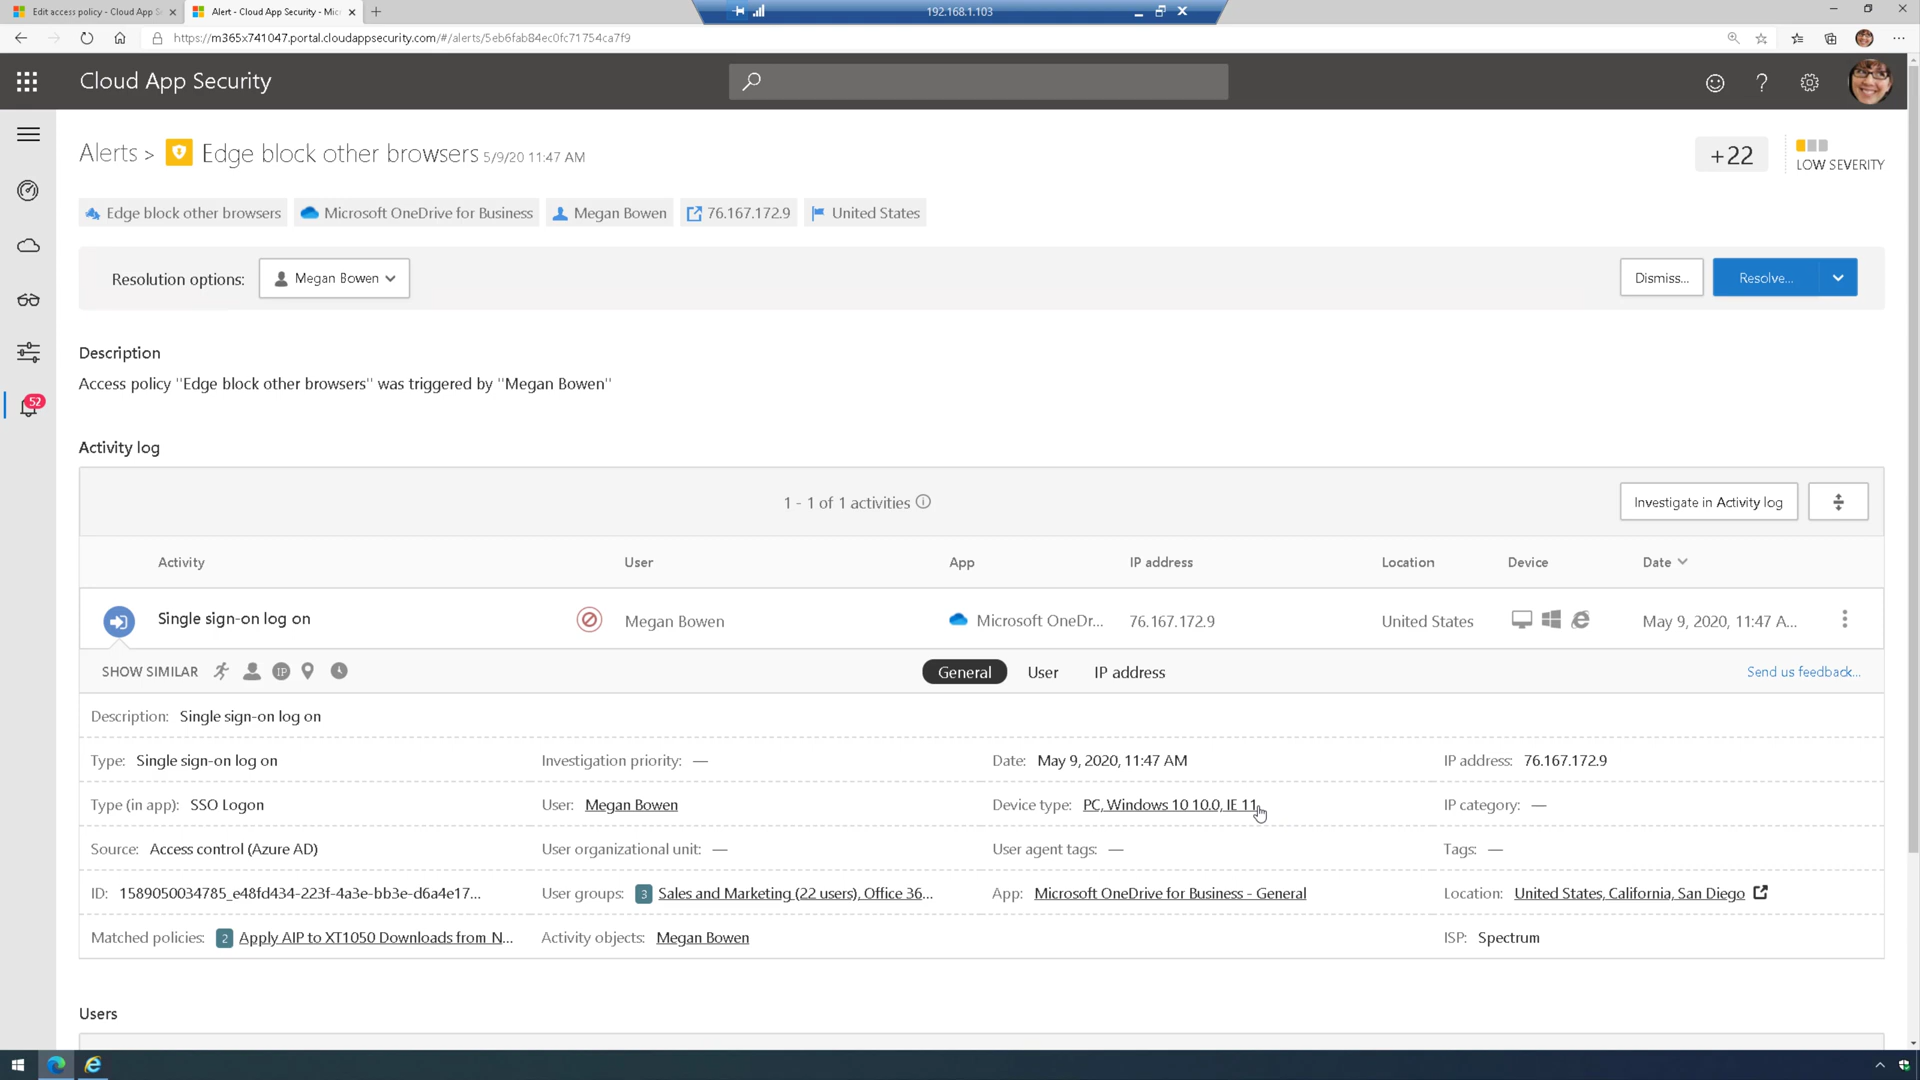 Edit access policy - Cloud App S
Alert - Cloud App Security - Mic
192.168.1.103
https://m365x741047.portal.cloudappsecurity.com/#/alerts/5eb6fab84ec0fc71754ca7f9
Cloud App Security
?
Alerts > Edge block other browsers 5/9/20 11:47 AM
+22
LOW SEVERITY
Edge block other browsers
Microsoft OneDrive for Business
Megan Bowen
76.167.172.9
United States
Resolution options:
Megan Bowen
Dismiss...
Resolve...
Description
Access policy "Edge block other browsers" was triggered by "Megan Bowen"
52
Activity log
1 - 1 of 1 activities
Investigate in Activity log
Activity User App IP address Location Device Date
Single sign-on log on Megan Bowen Microsoft OneDr... 76.167.172.9 United States May 9, 2020, 11:47 A...
SHOW SIMILAR IP
General User IP address
Send us feedback...
Description: Single sign-on log on
Type: Single sign-on log on Investigation priority: — Date: May 9, 2020, 11:47 AM IP address: 76.167.172.9
Type (in app): SSO Logon User: Megan Bowen Device type: PC, Windows 10 10.0, IE 11 IP category: —
Source: Access control (Azure AD) User organizational unit: — User agent tags: — Tags: —
ID: 1589050034785_e48fd434-223f-4a3e-bb3e-d6a4e17... User groups: 3 Sales and Marketing (22 users), Office 36... App: Microsoft OneDrive for Business - General Location: United States, California, San Diego
Matched policies: 2 Apply AIP to XT1050 Downloads from N... Activity objects: Megan Bowen ISP: Spectrum
Users